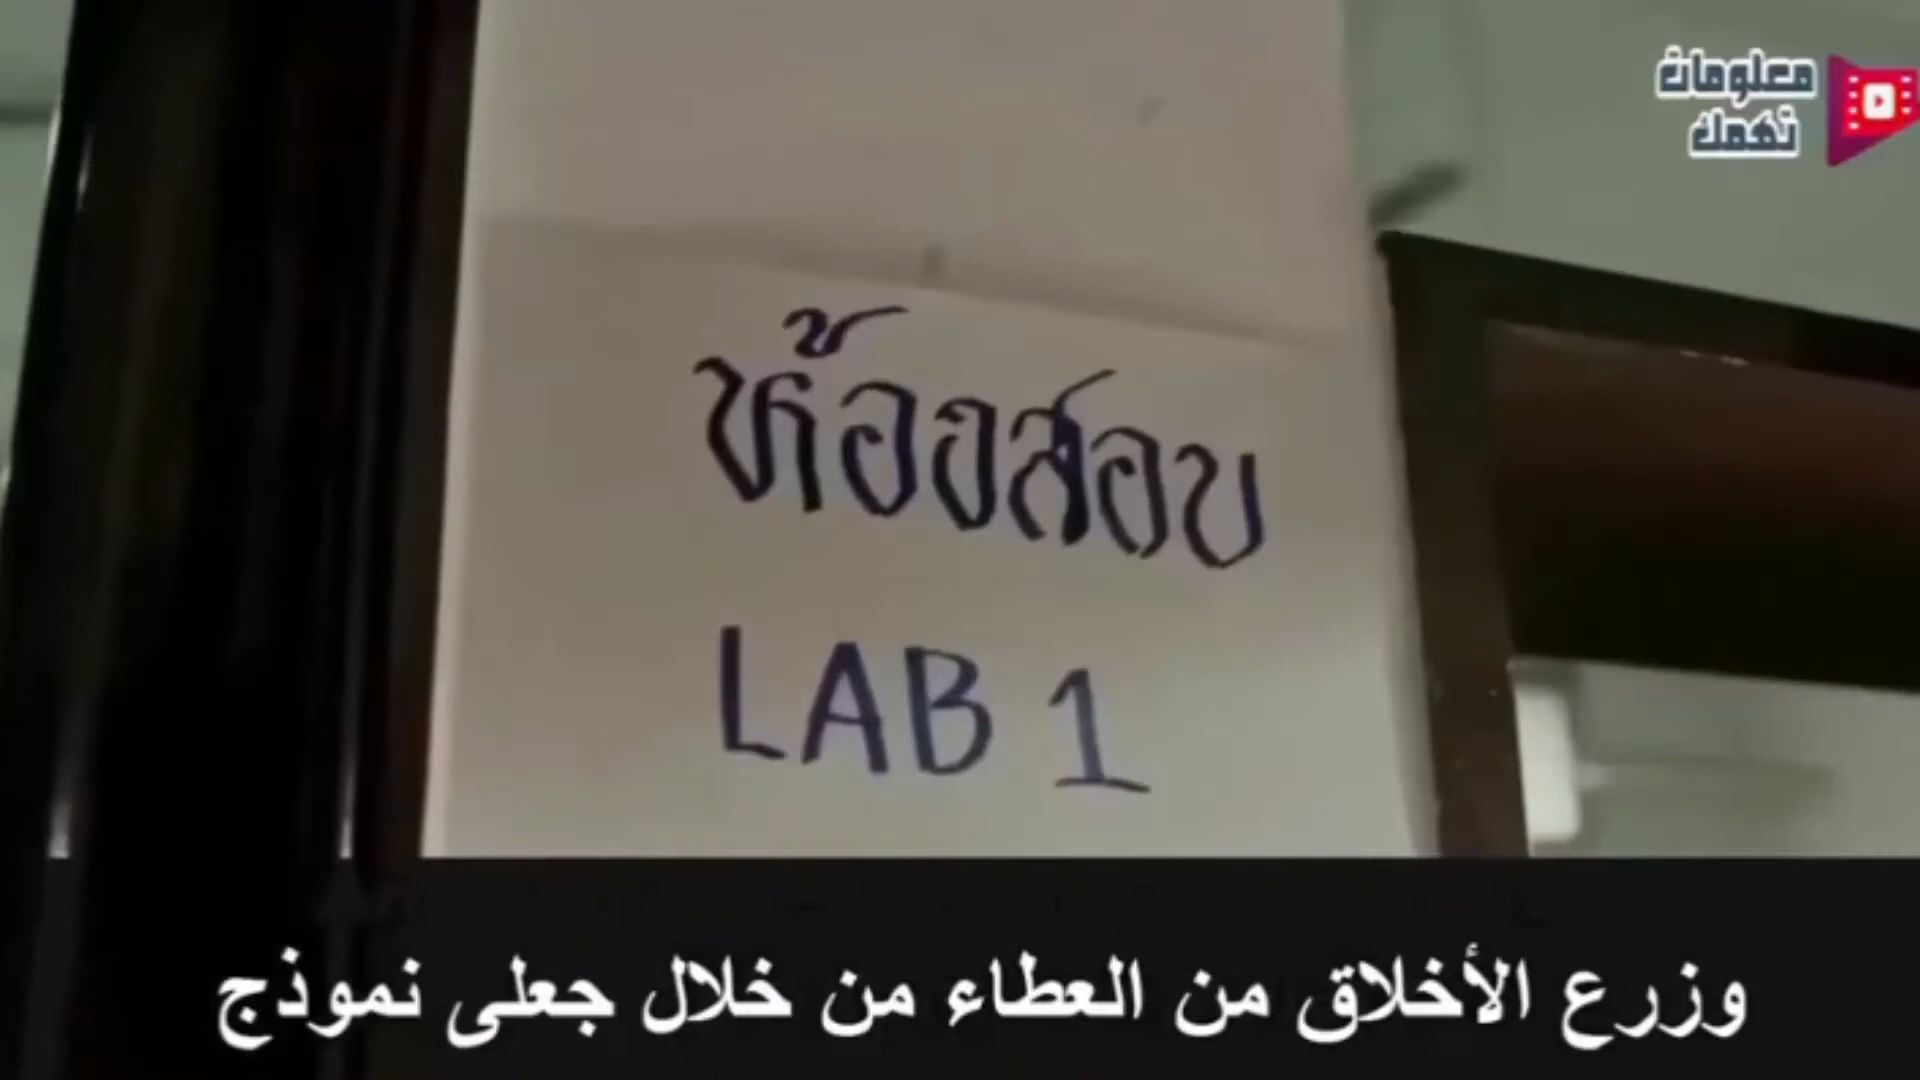 معلومات
تهمك
ห้องสอบ
LAB 1
وزرع الأخلاق من العطاء من خلال جعلى نموذج